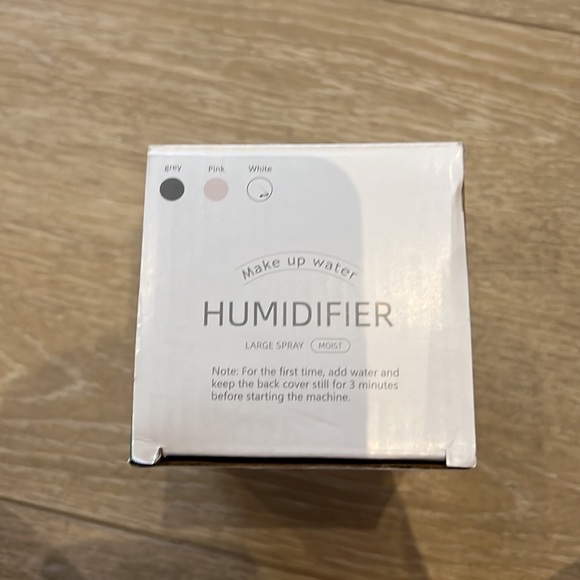 grey Pink White
Make up water
HUMIDIFIER
LARGE SPRAY MOIST
Note: For the first time, add water and
keep the back cover still for 3 minutes
before starting the machine.